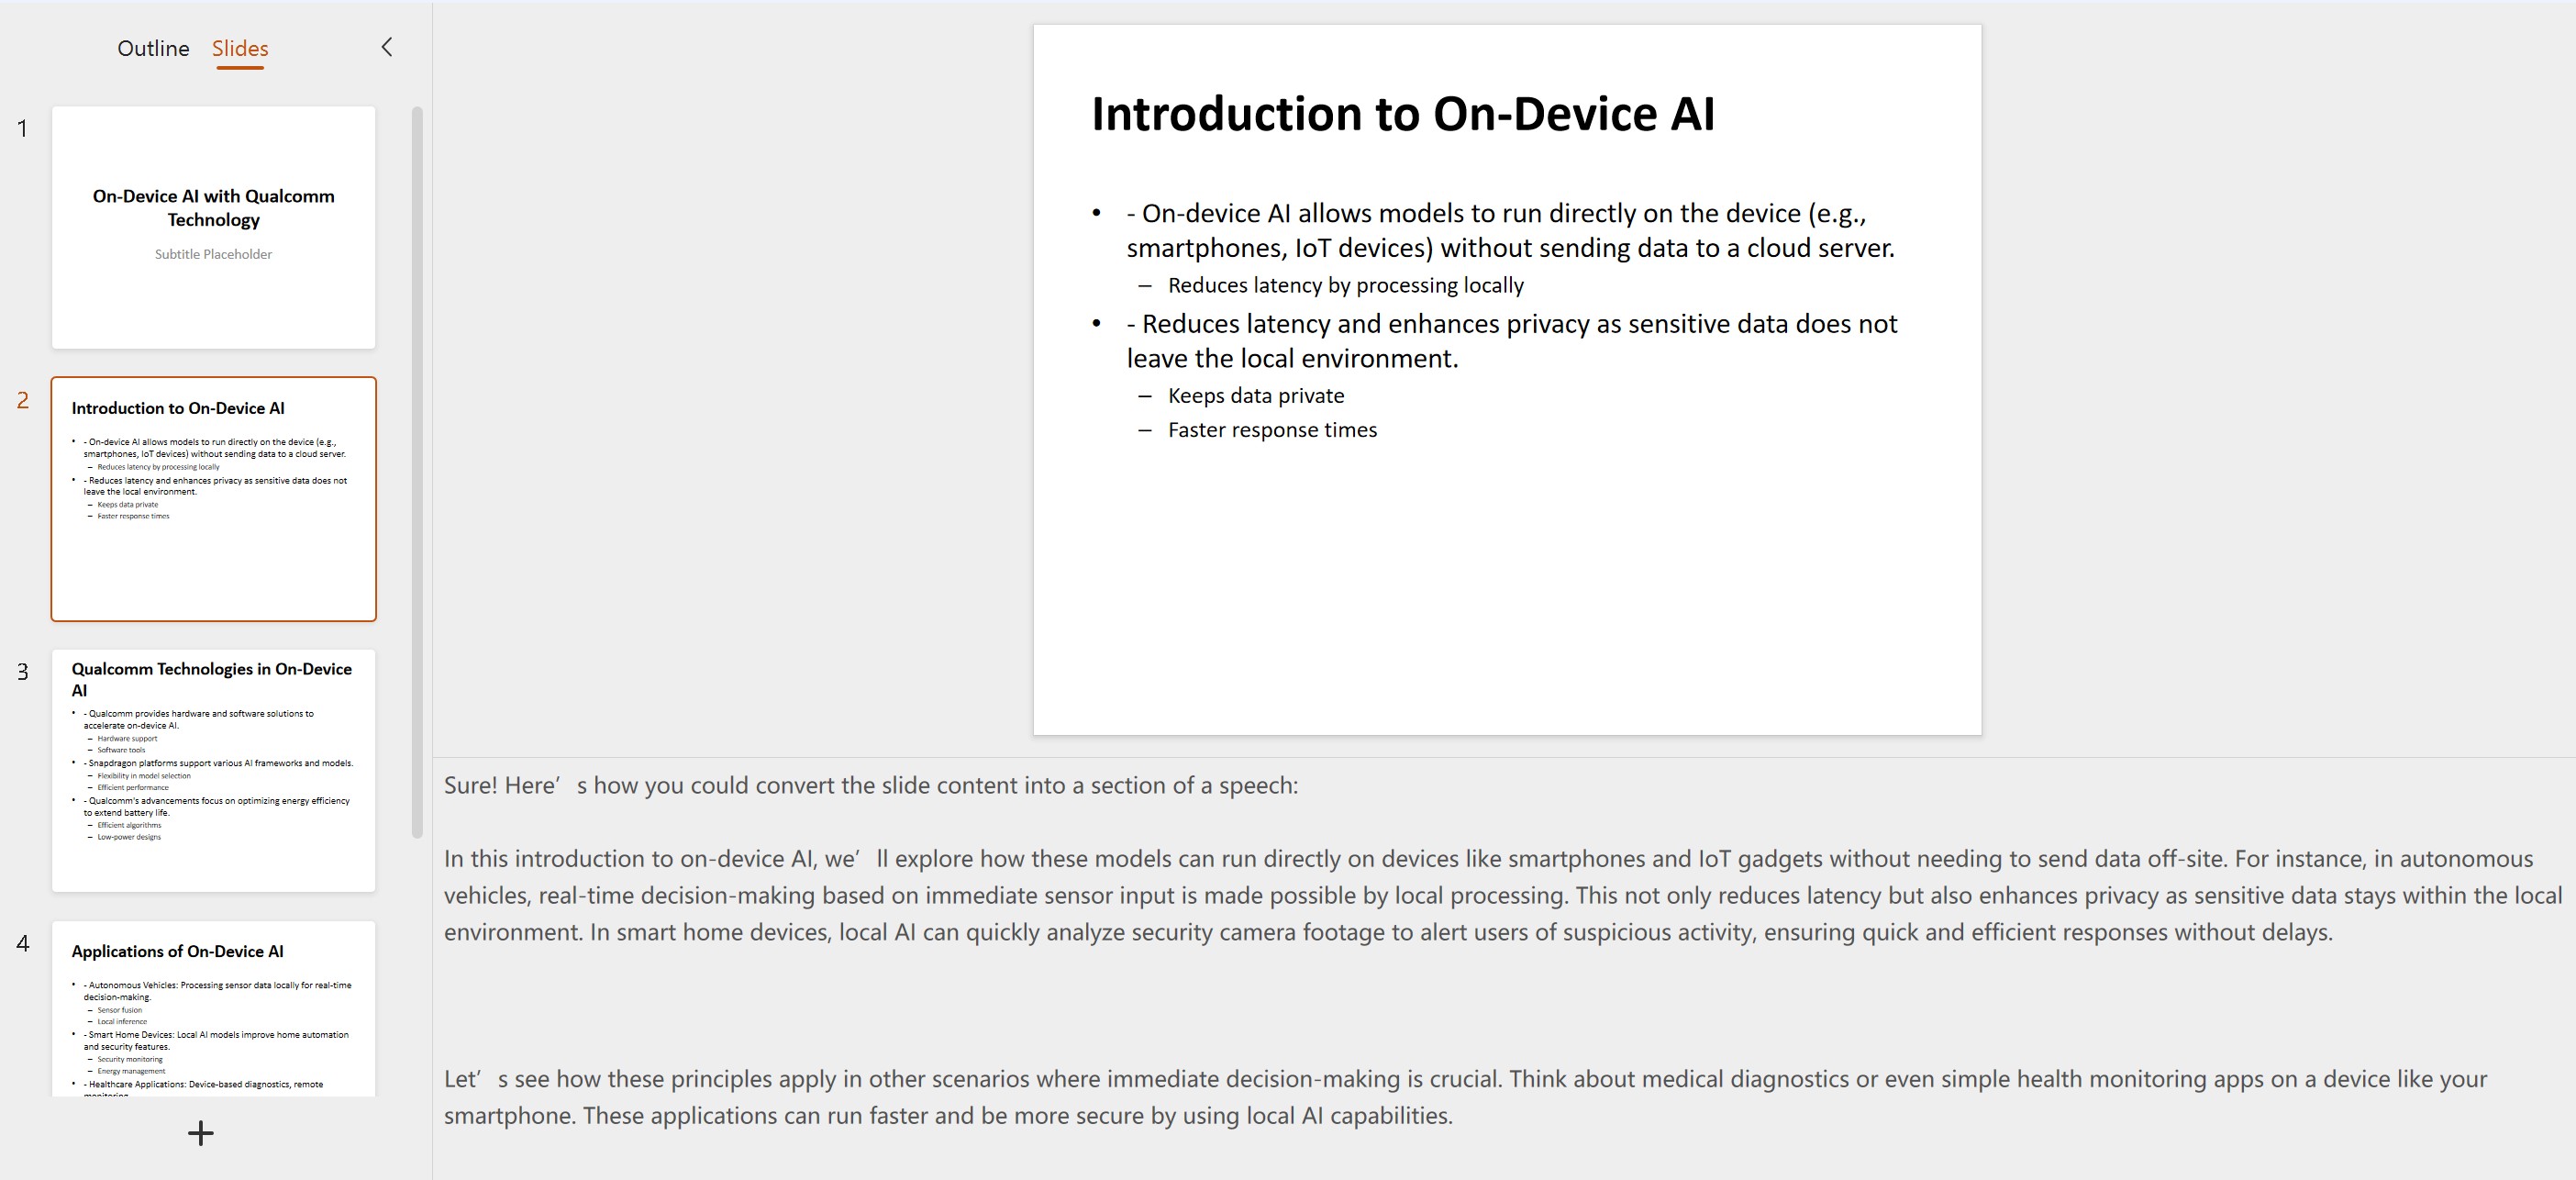 Outline Slides
1
On-Device AI with Qualcomm
Technology
Subtitle Placeholder
2
Introduction to On-Device AI
• - On-device AI allows models to run directly on the device (e.g.,
smartphones, IoT devices) without sending data to a cloud server.
– Reduces latency by processing locally
• - Reduces latency and enhances privacy as sensitive data does not
leave the local environment.
– Keeps data private
– Faster response times
3
Qualcomm Technologies in On-Device
AI
• - Qualcomm provides hardware and software solutions to
accelerate on-device AI.
– Hardware support
– Software tools
• - Snapdragon platforms support various AI frameworks and models.
– Flexibility in model selection
– Efficient performance
• - Qualcomm's advancements focus on optimizing energy efficiency
to extend battery life.
– Efficient algorithms
– Low-power designs
4
Applications of On-Device AI
• - Autonomous Vehicles: Processing sensor data locally for real-time
decision-making.
– Sensor fusion
– Local inference
• - Smart Home Devices: Local AI models improve home automation
and security features.
– Security monitoring
– Energy management
• - Healthcare Applications: Device-based diagnostics, remote
Introduction to On-Device AI
• - On-device AI allows models to run directly on the device (e.g.,
smartphones, IoT devices) without sending data to a cloud server.
– Reduces latency by processing locally
• - Reduces latency and enhances privacy as sensitive data does not
leave the local environment.
– Keeps data private
– Faster response times
Sure! Here’s how you could convert the slide content into a section of a speech:
In this introduction to on-device AI, we’ll explore how these models can run directly on devices like smartphones and IoT gadgets without needing to send data off-site. For instance, in autonomous
vehicles, real-time decision-making based on immediate sensor input is made possible by local processing. This not only reduces latency but also enhances privacy as sensitive data stays within the local
environment. In smart home devices, local AI can quickly analyze security camera footage to alert users of suspicious activity, ensuring quick and efficient responses without delays.
Let’s see how these principles apply in other scenarios where immediate decision-making is crucial. Think about medical diagnostics or even simple health monitoring apps on a device like your
smartphone. These applications can run faster and be more secure by using local AI capabilities.